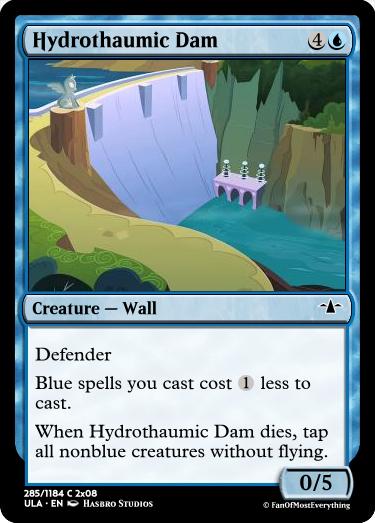 Hydrothaumic Dam 4
Creature — Wall
Defender
Blue spells you cast cost 1 less to
cast.
When Hydrothaumic Dam dies, tap
all nonblue creatures without flying.
0/5
285/1184 C 2x08
ULA • EN Hasbro Studios
© FanOfMostEverything